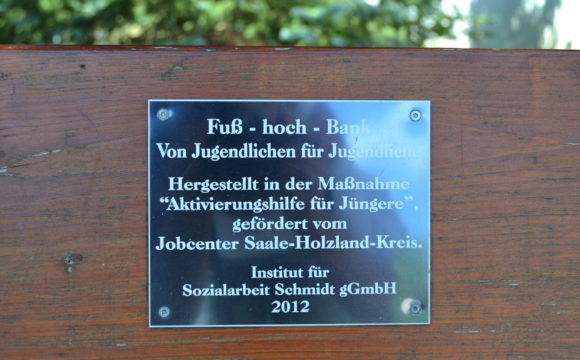 Fuß - hoch - Bank
Von Jugendlichen für Jugendliche
Hergestellt in der Maßnahme
“Aktivierungshilfe für Jüngere”,
gefördert vom
Jobcenter Saale-Holzland-Kreis.
Institut für
Sozialarbeit Schmidt gGmbH
2012